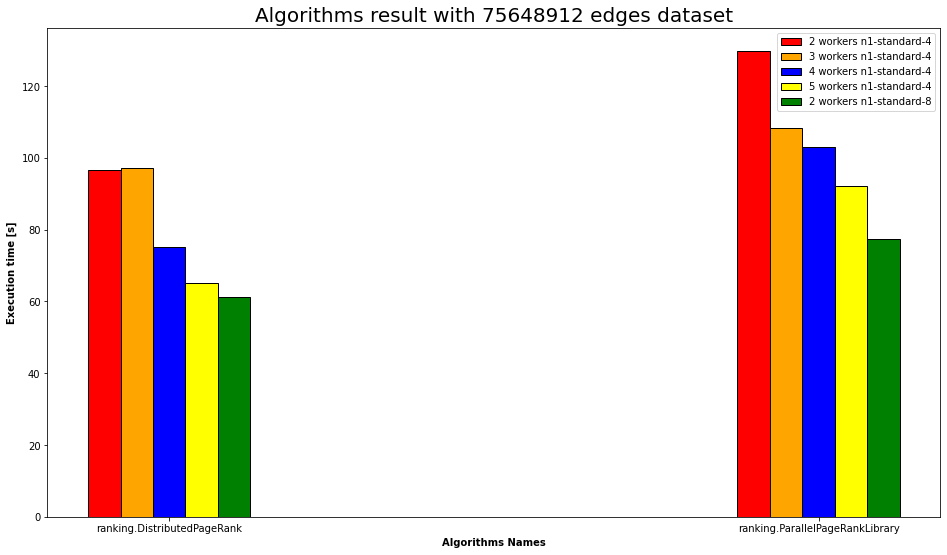 Algorithms result with 75648912 edges dataset
2 workers n1-standard-4
3 workers n1-standard-4
4 workers n1-standard-4
5 workers n1-standard-4
2 workers n1-standard-8
Execution time [s]
120
100
80
60
40
20
0
ranking.DistributedPageRank
ranking.ParallelPageRankLibrary
Algorithms Names